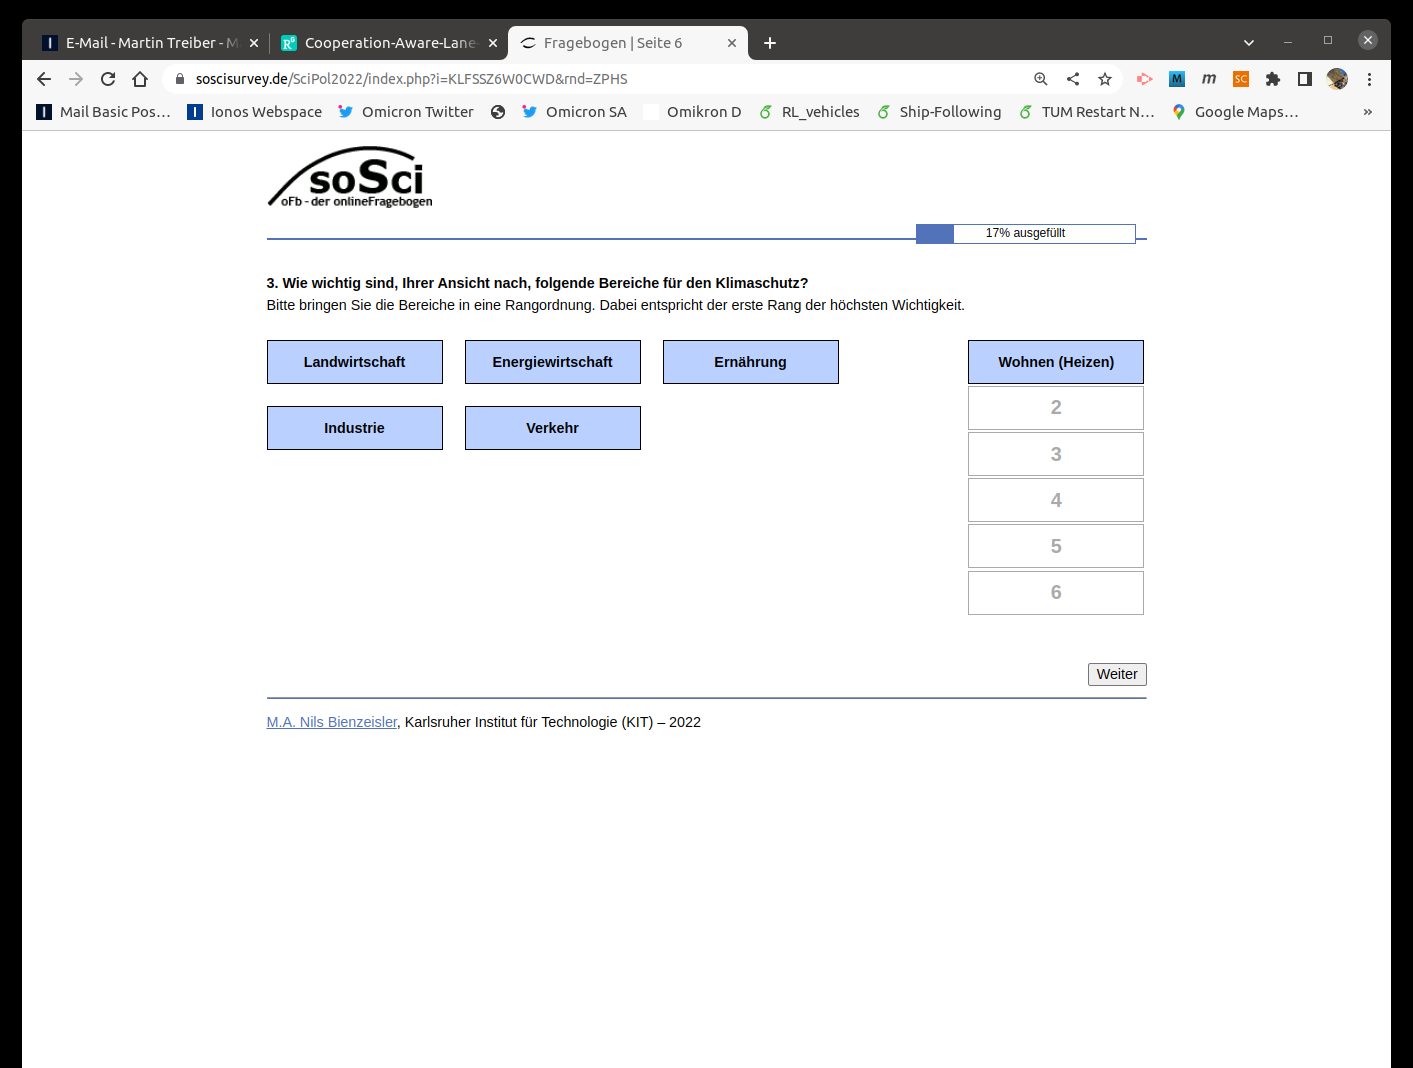 E-Mail - Martin Treiber - M
Cooperation-Aware-Lane-
Fragebogen | Seite 6
soscisurvey.de/SciPol2022/index.php?i=KLFSSZ6W0CWD&rnd=ZPHS
M m SC
Mail Basic Pos… Ionos Webspace Omicron Twitter Omicron SA Omikron D RL_vehicles Ship-Following TUM Restart N… Google Maps… »
soSci
oFb - der onlineFragebogen
17% ausgefüllt
3. Wie wichtig sind, Ihrer Ansicht nach, folgende Bereiche für den Klimaschutz?
Bitte bringen Sie die Bereiche in eine Rangordnung. Dabei entspricht der erste Rang der höchsten Wichtigkeit.
Landwirtschaft Energiewirtschaft Ernährung
Industrie Verkehr
Wohnen (Heizen)
2
3
4
5
6
Weiter
M.A. Nils Bienzeisler, Karlsruher Institut für Technologie (KIT) – 2022